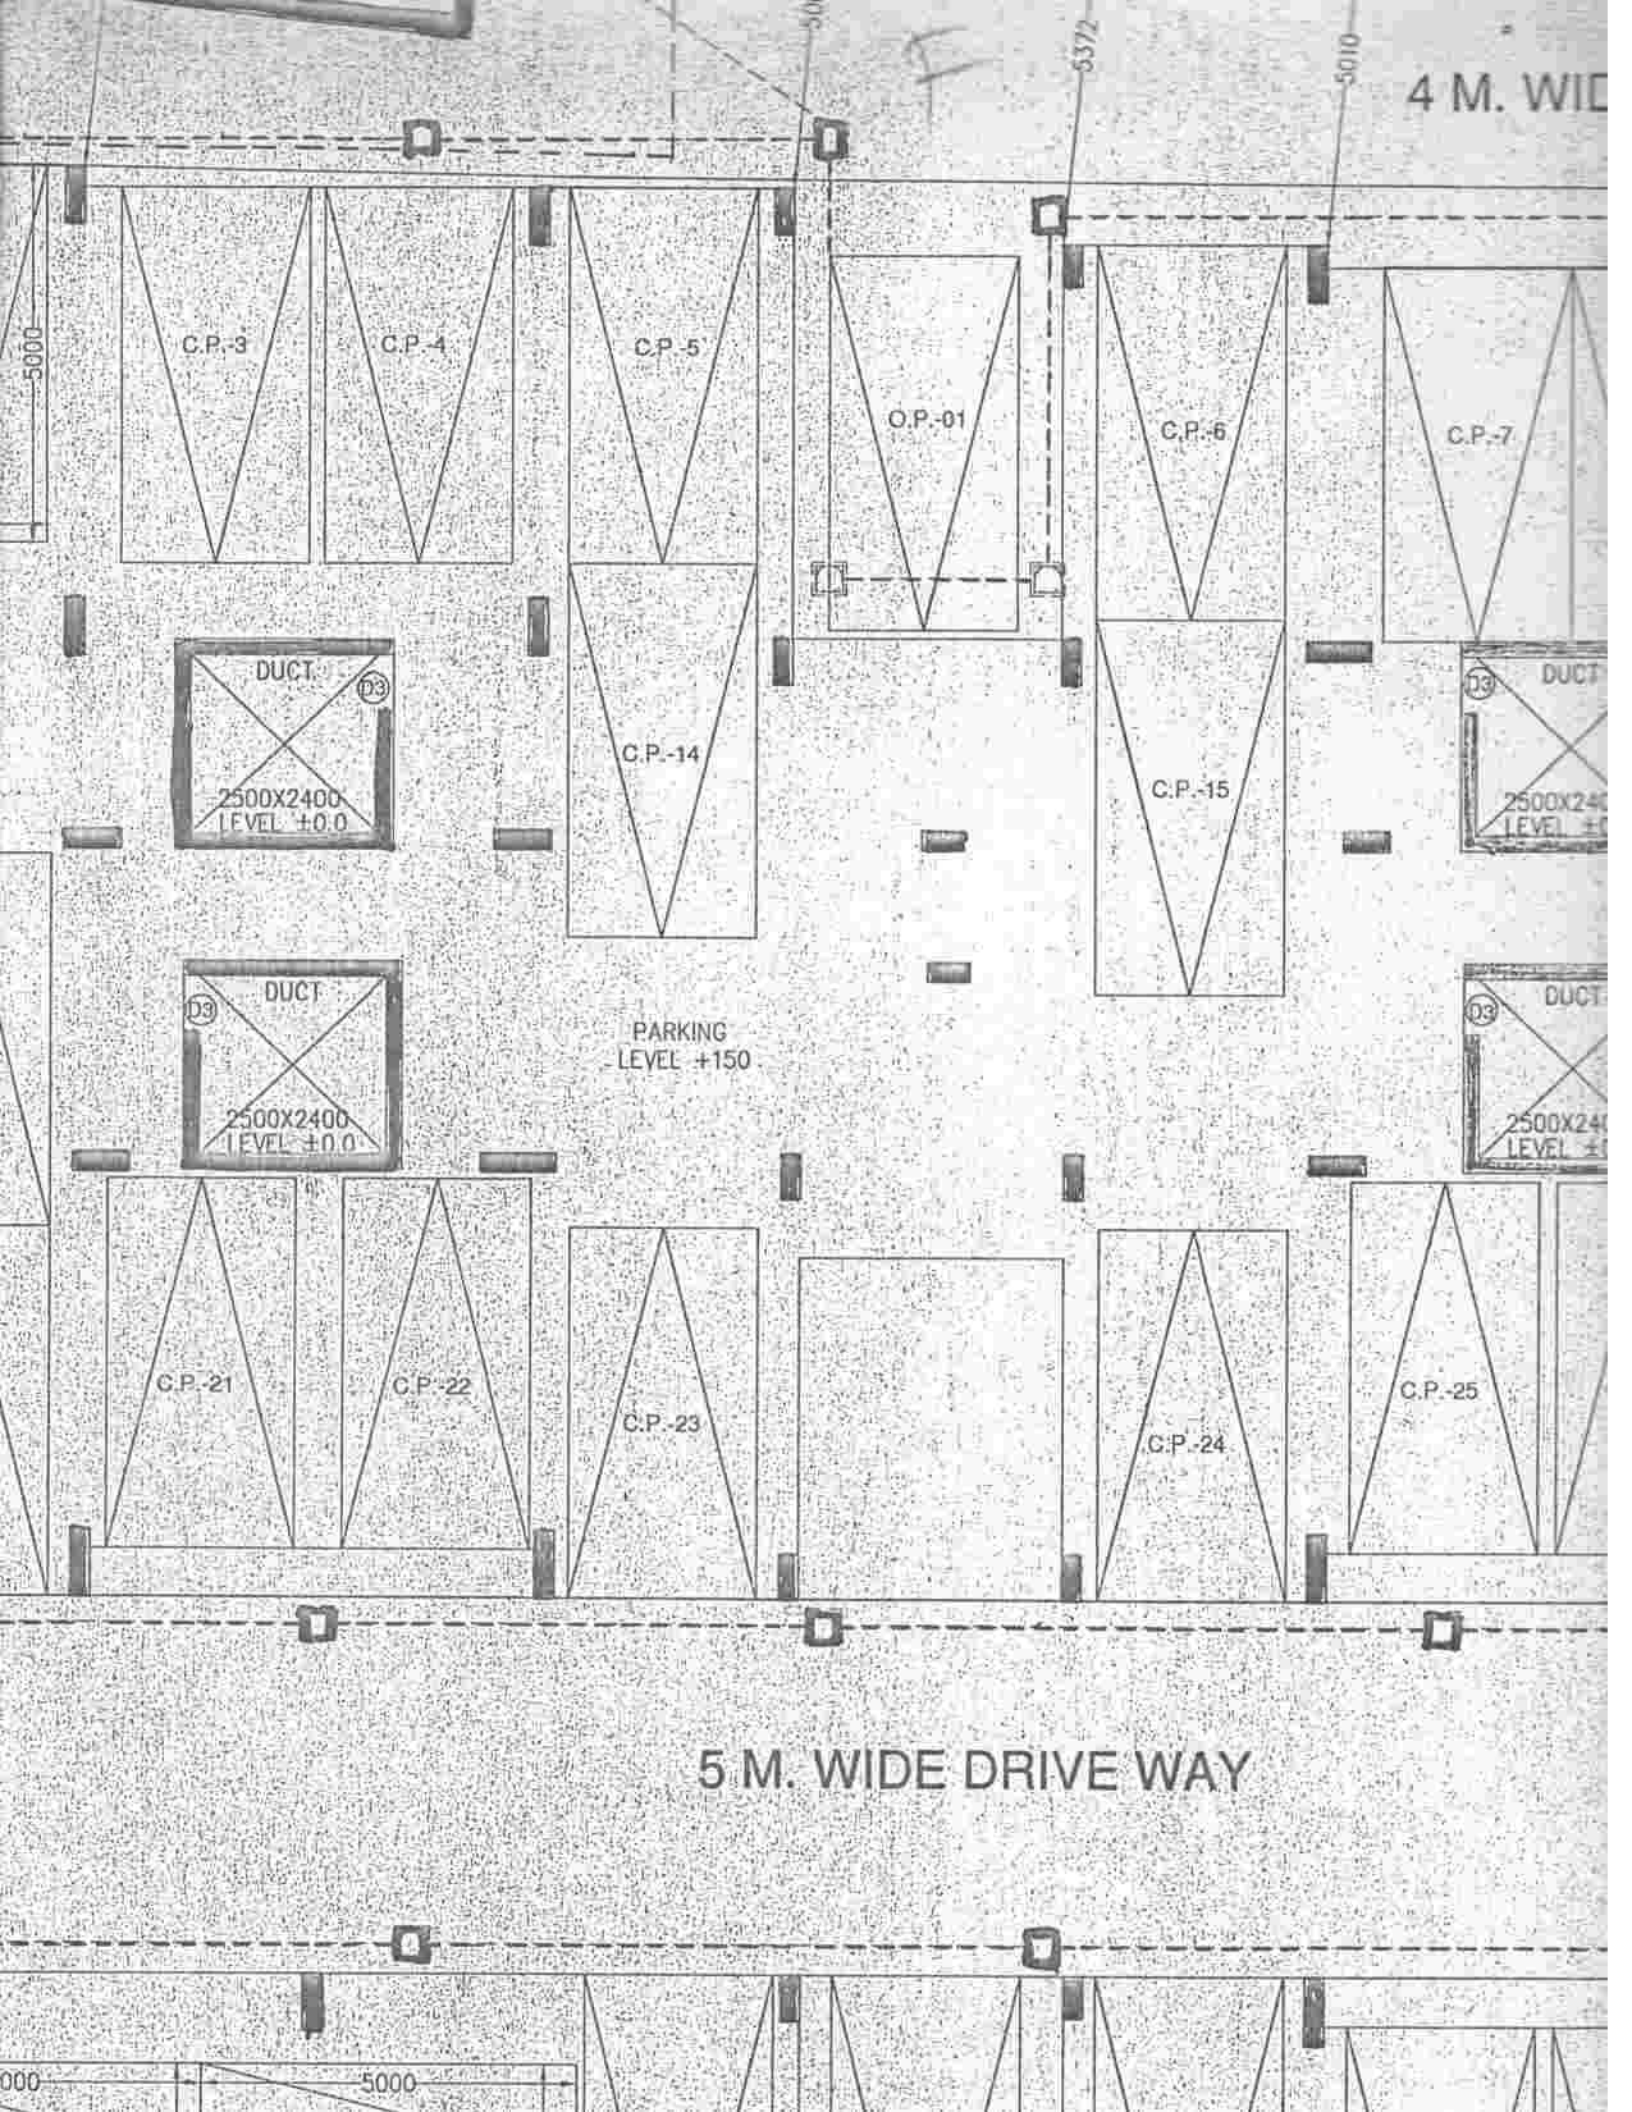 5372
5010
4 M.
5000
C.P.-3
C.P.-4
C.P.-5
O.P.-01
C.P.-6
C.P.-7
DUCT
D3
2500X2400
LEVEL ±0.0
C.P.-14
C.P.-15
D3
DUCT
LEVEL
DUCT
D3
2500X2400
LEVEL ±0.0
PARKING
LEVEL +150
D3
DUCT
LEVEL
C.P.-21
C.P.-22
C.P.-23
C.P.-24
C.P.-25
5 M. WIDE DRIVE WAY
5000